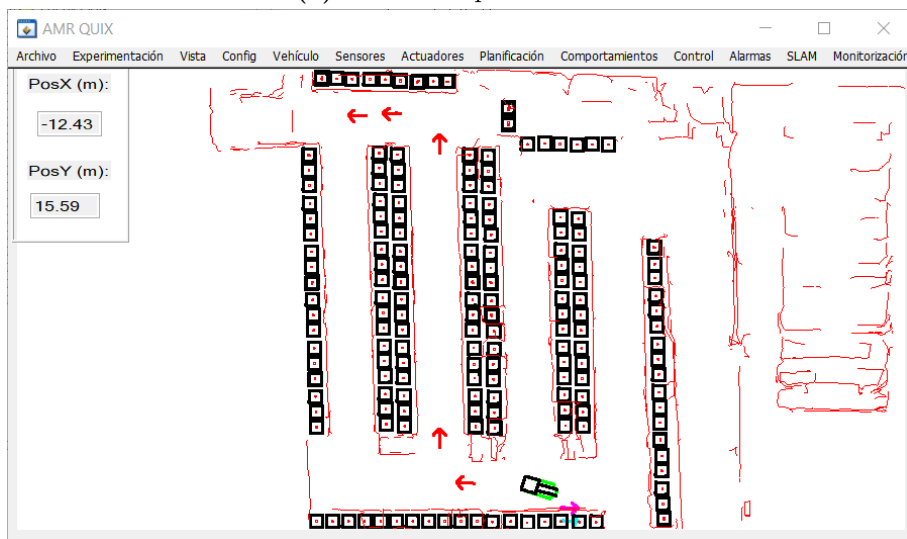 AMR QUIX
Archivo Experimentación Vista Config Vehículo Sensores Actuadores Planificación Comportamientos Control Alarmas SLAM Monitorización
PosX (m):
-12.43
PosY (m):
15.59